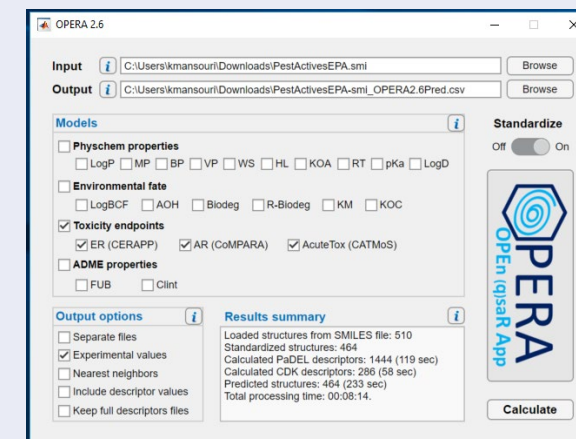 OPERA 2.6
Input i C:\Users\kmansouri\Downloads\PestActivesEPA.smi Browse
Output i C:\Users\kmansouri\Downloads\PestActivesEPA-smi_OPERA2.6Pred.csv Browse
Models i
Standardize
Off On
Physchem properties
LogP MP BP VP WS HL KOA RT pKa LogD
Environmental fate
LogBCF AOH Biodeg R-Biodeg KM KOC
Toxicity endpoints
ER (CERAPP) AR (CoMPARA) AcuteTox (CATMoS)
ADME properties
FUB Clint
OPERA
OPEn (q)saR App
Output options i
Separate files
Experimental values
Nearest neighbors
Include descriptor values
Keep full descriptors files
Results summary i
Loaded structures from SMILES file: 510
Standardized structures: 464
Calculated PaDEL descriptors: 1444 (119 sec)
Calculated CDK descriptors: 286 (58 sec)
Predicted structures: 464 (233 sec)
Total processing time: 00:08:14.
Calculate